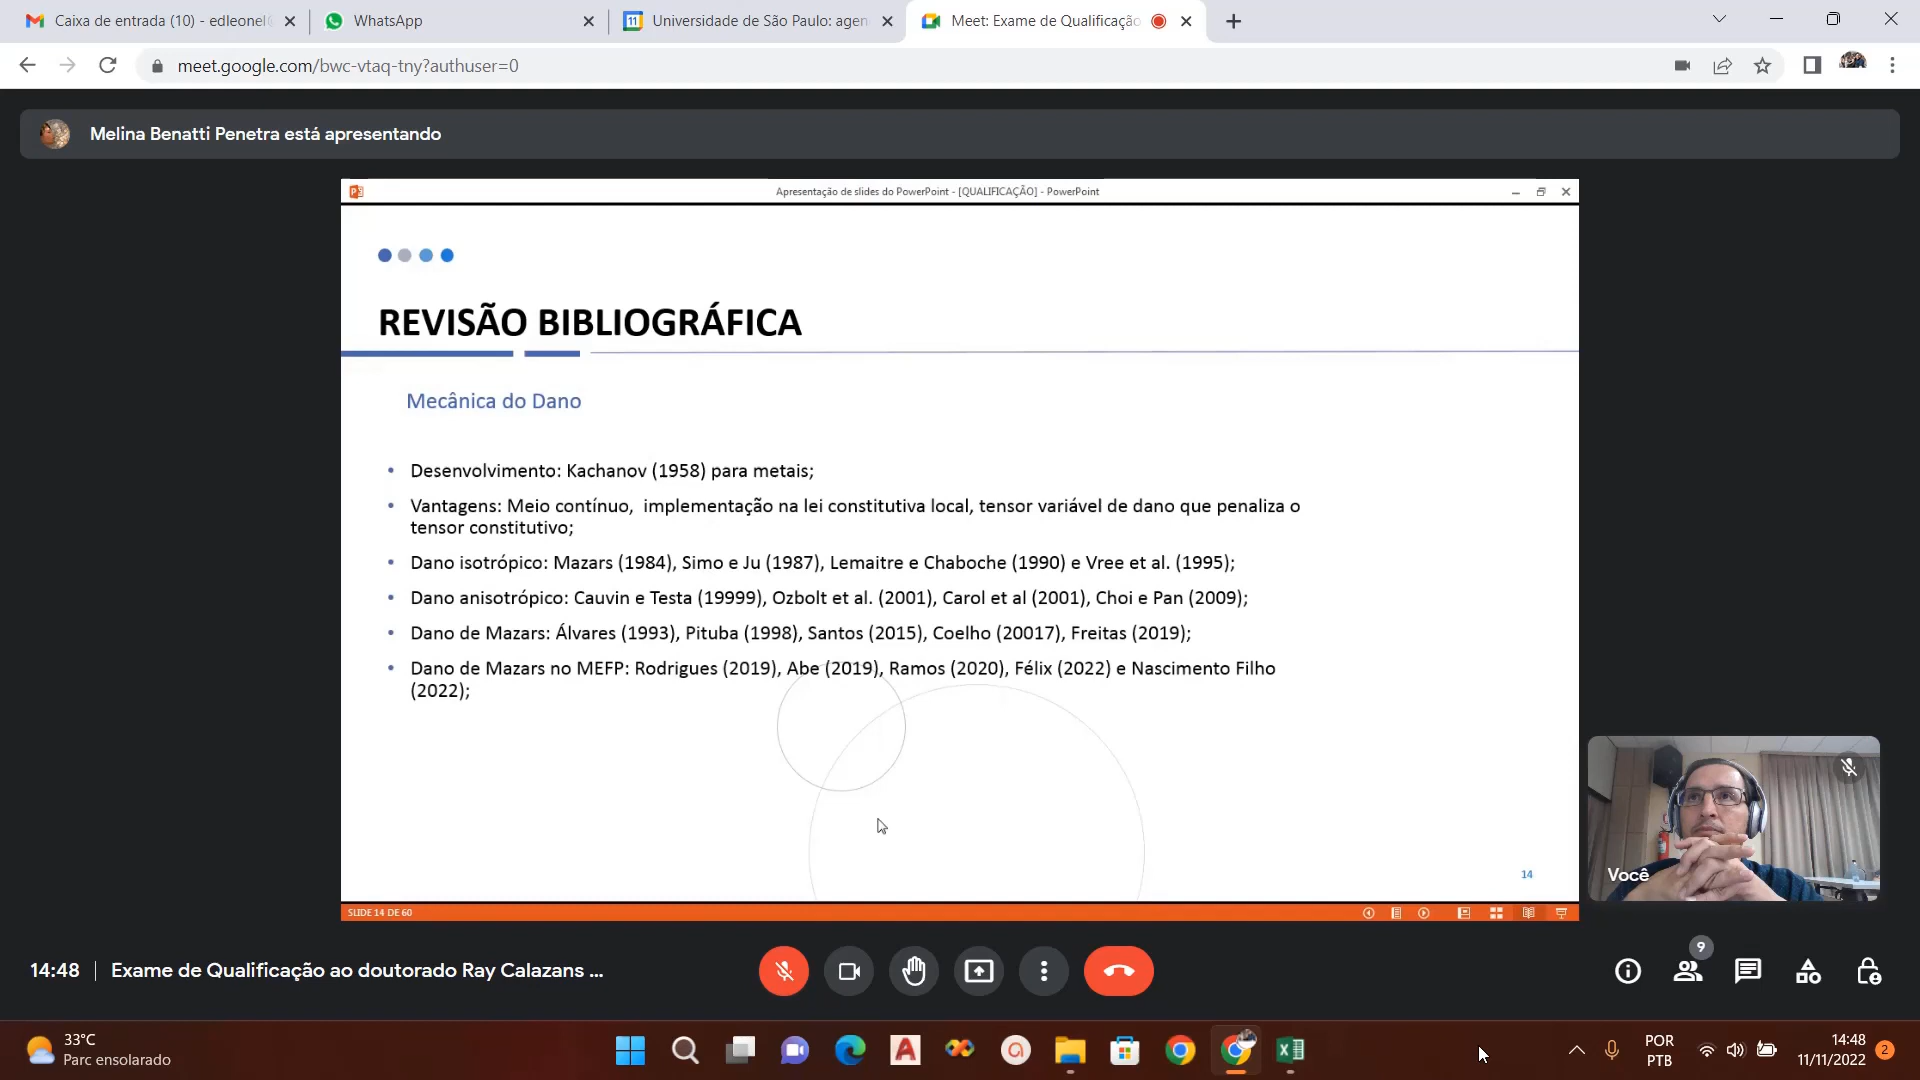 Caixa de entrada (10) - edleonel
WhatsApp
Universidade de São Paulo: agen
Meet: Exame de Qualificação
meet.google.com/bwc-vtaq-tny?authuser=0
Melina Benatti Penetra está apresentando
Apresentação de slides do PowerPoint - [QUALIFICAÇÃO] - PowerPoint
REVISÃO BIBLIOGRÁFICA
Mecânica do Dano
• Desenvolvimento: Kachanov (1958) para metais;
• Vantagens: Meio contínuo, implementação na lei constitutiva local, tensor variável de dano que penaliza o
tensor constitutivo;
• Dano isotrópico: Mazars (1984), Simo e Ju (1987), Lemaitre e Chaboche (1990) e Vree et al. (1995);
• Dano anisotrópico: Cauvin e Testa (19999), Ozbolt et al. (2001), Carol et al (2001), Choi e Pan (2009);
• Dano de Mazars: Álvares (1993), Pituba (1998), Santos (2015), Coelho (20017), Freitas (2019);
• Dano de Mazars no MEFP: Rodrigues (2019), Abe (2019), Ramos (2020), Félix (2022) e Nascimento Filho
(2022);
14
SLIDE 14 DE 60
Você
14:48 | Exame de Qualificação ao doutorado Ray Calazans ...
9
33°C
Parc ensolarado
POR
PTB
14:48
11/11/2022
2